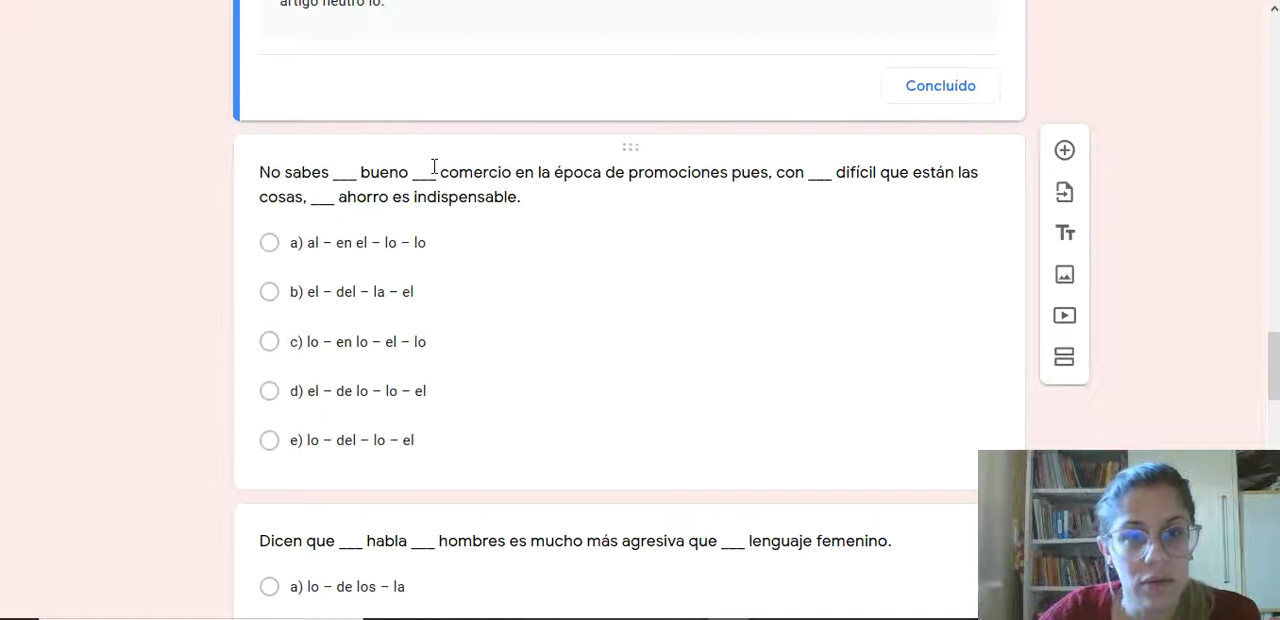 artigo neutro lo.
Concluído
No sabes ___ bueno ___ comercio en la época de promociones pues, con ___ difícil que están las
cosas, ___ ahorro es indispensable.
a) al – en el – lo – lo
b) el – del – la – el
c) lo – en lo – el – lo
d) el – de lo – lo – el
e) lo – del – lo – el
Dicen que ___ habla ___ hombres es mucho más agresiva que ___ lenguaje femenino.
a) lo – de los – la